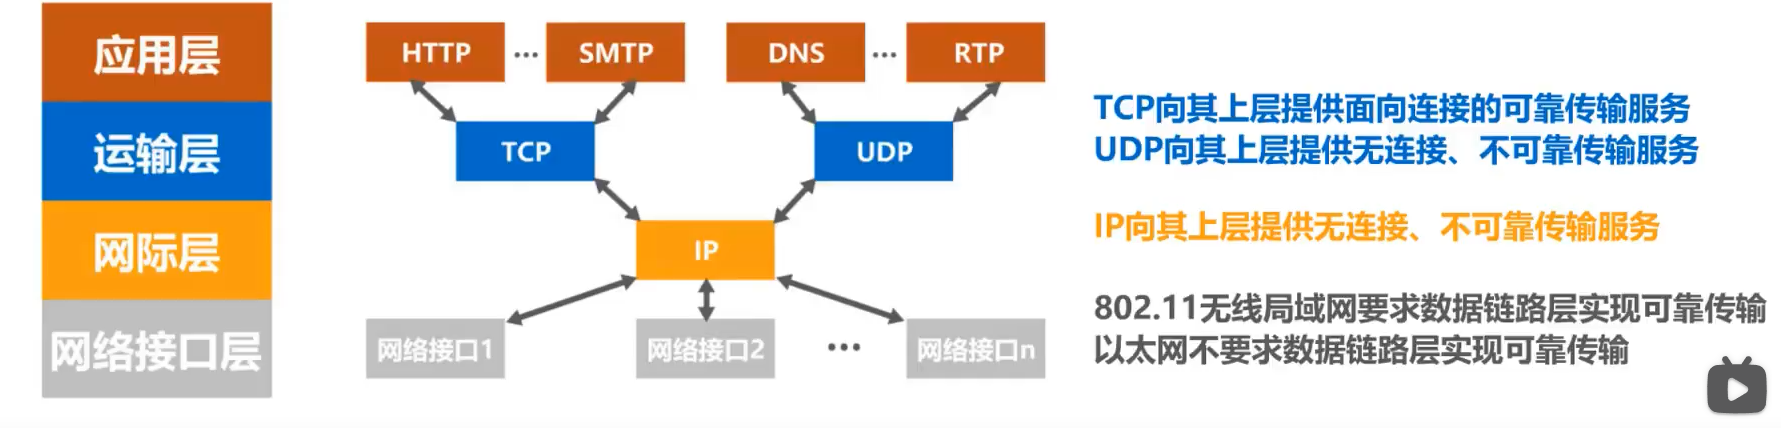 应用层
HTTP ··· SMTP
DNS ··· RTP
运输层
TCP
UDP
TCP向其上层提供面向连接的可靠传输服务
UDP向其上层提供无连接、不可靠传输服务
网际层
IP
IP向其上层提供无连接、不可靠传输服务
网络接口层
网络接口1
网络接口2
···
网络接口n
802.11无线局域网要求数据链路层实现可靠传输
以太网不要求数据链路层实现可靠传输